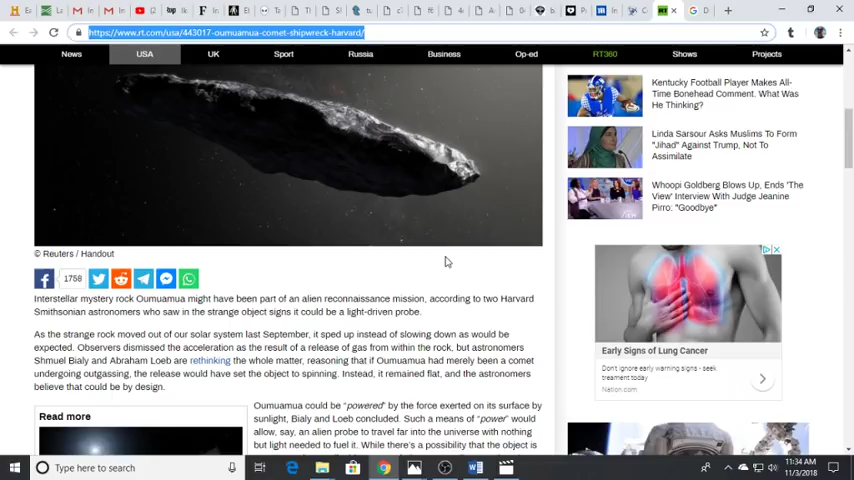 https://www.rt.com/usa/443017-oumuamua-comet-shipwreck-harvard/
News USA UK Sport Russia Business Op-ed RT360 Shows Projects
Kentucky Football Player Makes All-
Time Bonehead Comment. What Was
He Thinking?
Linda Sarsour Asks Muslims To Form
"Jihad" Against Trump, Not To
Assimilate
Whoopi Goldberg Blows Up, Ends 'The
View' Interview With Judge Jeanine
Pirro: "Goodbye"
© Reuters / Handout
1758
Interstellar mystery rock Oumuamua might have been part of an alien reconnaissance mission, according to two Harvard
Smithsonian astronomers who saw in the strange object signs it could be a light-driven probe.
As the strange rock moved out of our solar system last September, it sped up instead of slowing down as would be
expected. Observers dismissed the acceleration as the result of a release of gas from within the rock, but astronomers
Shmuel Bialy and Abraham Loeb are rethinking the whole matter, reasoning that if Oumuamua had merely been a comet
undergoing outgassing, the release would have set the object to spinning. Instead, it remained flat, and the astronomers
believe that could be by design.
Early Signs of Lung Cancer
Don't ignore early warning signs - seek
treament today
Nation.com
Read more
Oumuamua could be "powered" by the force exerted on its surface by
sunlight, Bialy and Loeb concluded. Such a means of "power" would
allow, say, an alien probe to travel far into the universe with nothing
but light needed to fuel it. While there's a possibility that the object is
Type here to search
11:34 AM
11/3/2018